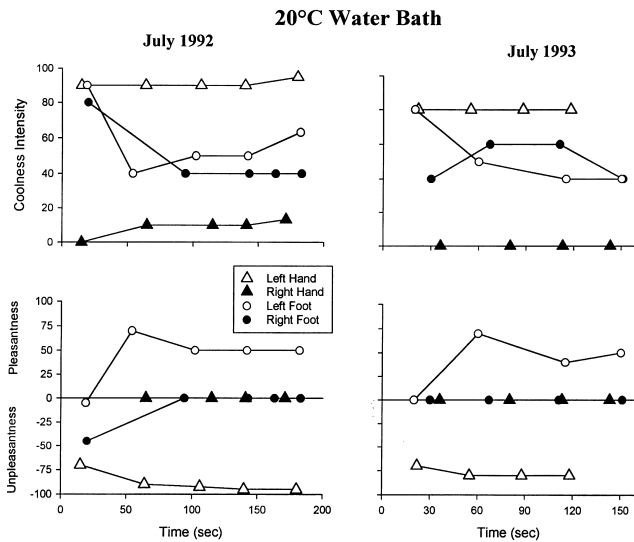 20°C Water Bath
July 1992
July 1993
Coolness Intensity
100
80
60
40
20
0
Left Hand
Right Hand
Left Foot
Right Foot
Pleasantness
Unpleasantness
100
75
50
25
0
-25
-50
-75
-100
0 50 100 150 200
Time (sec)
0 30 60 90 120 150
Time (sec)